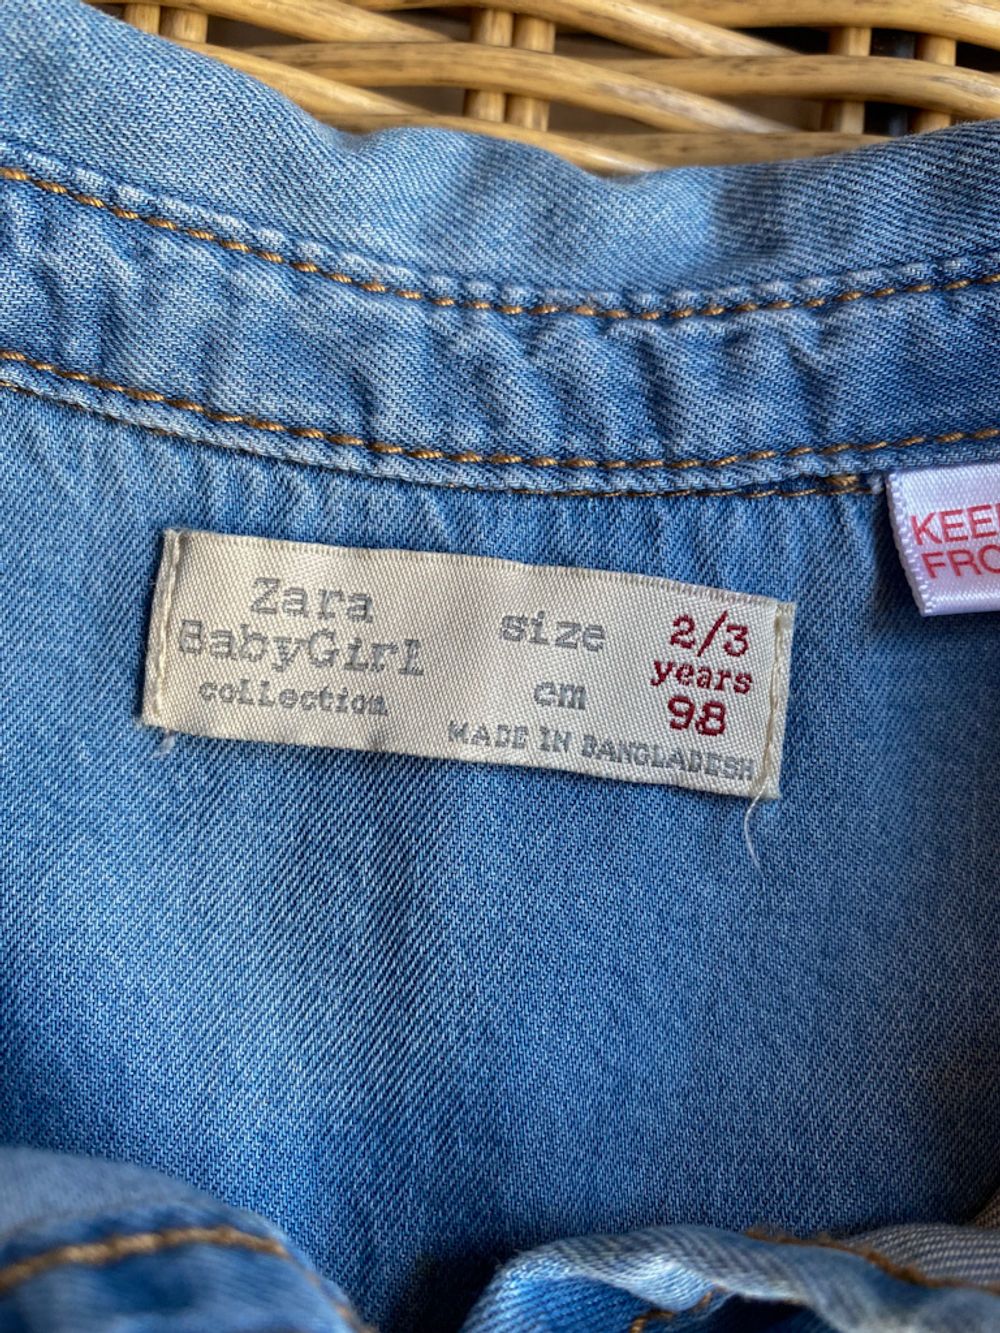 Zara
BabyGirl
collection
size 2/3
years
cm 98
MADE IN BANGLADESH
KEE
FRO